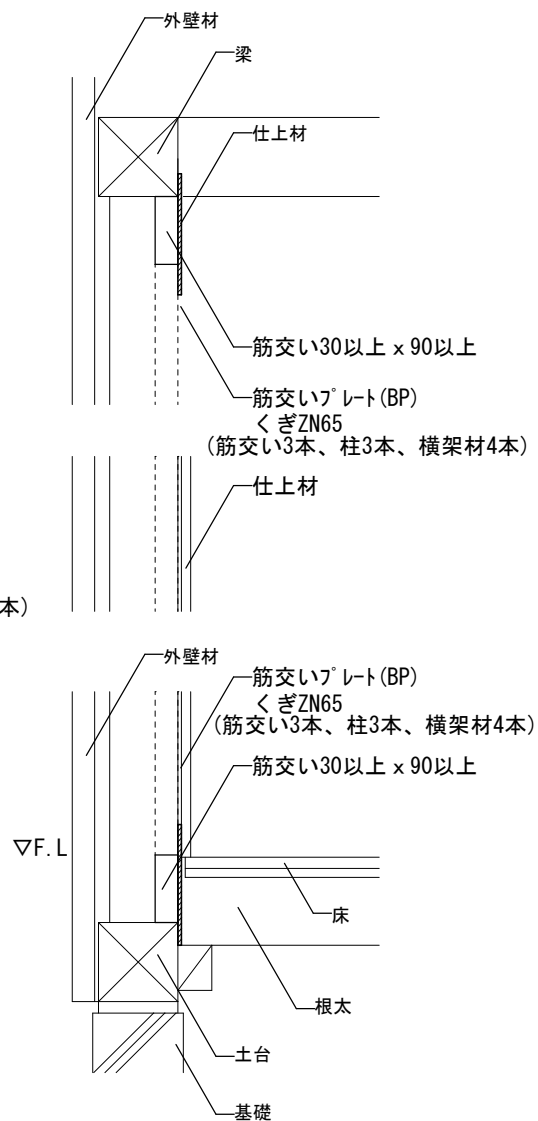 外壁材
梁
仕上材
筋交い30以上ｘ90以上
筋交いﾌﾟﾚｰﾄ(BP)
くぎZN65
(筋交い3本、柱3本、横架材4本)
仕上材
本)
外壁材
筋交いﾌﾟﾚｰﾄ(BP)
くぎZN65
(筋交い3本、柱3本、横架材4本)
筋交い30以上ｘ90以上
▽F.L
床
根太
土台
基礎